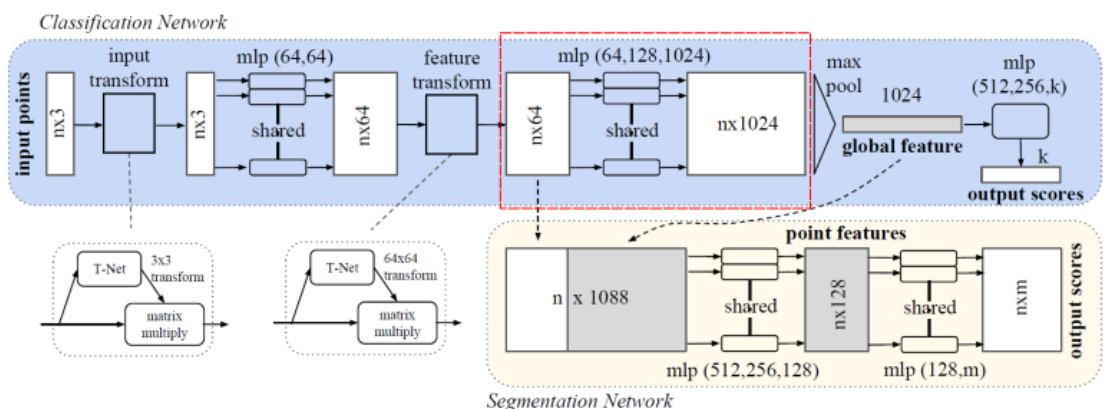 Classification Network
input points
nx3
input
transform
nx3
mlp (64,64)
shared
nx64
feature
transform
nx64
mlp (64,128,1024)
shared
nx1024
max
pool
1024
global feature
mlp
(512,256,k)
k
output scores
T-Net
3x3
transform
matrix
multiply
T-Net
64x64
transform
matrix
multiply
point features
n x 1088
shared
mlp (512,256,128)
nx128
shared
mlp (128,m)
nxm
output scores
Segmentation Network